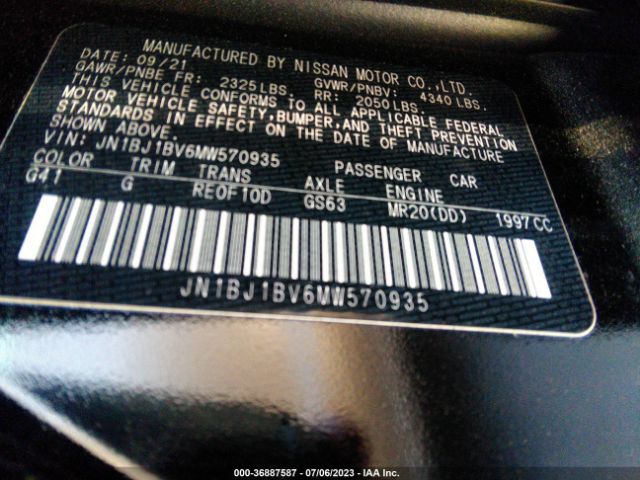 MANUFACTURED BY NISSAN MOTOR CO.,LTD.
DATE: 09/21 GVWR/PNBV: 4340 LBS.
GAWR/PNBE FR: 2325 LBS. RR: 2050 LBS.
THIS VEHICLE CONFORMS TO ALL APPLICABLE FEDERAL
MOTOR VEHICLE SAFETY, BUMPER, AND THEFT PREVENTION
STANDARDS IN EFFECT ON THE DATE OF MANUFACTURE
SHOWN ABOVE.
VIN: JN1BJ1BV6MW570935 PASSENGER CAR
COLOR TRIM TRANS AXLE ENGINE
G41 G RE0F10D GS63 MR20(DD) 1997CC
JN1BJ1BV6MW570935
000-36887587 - 07/06/2023 - IAA Inc.